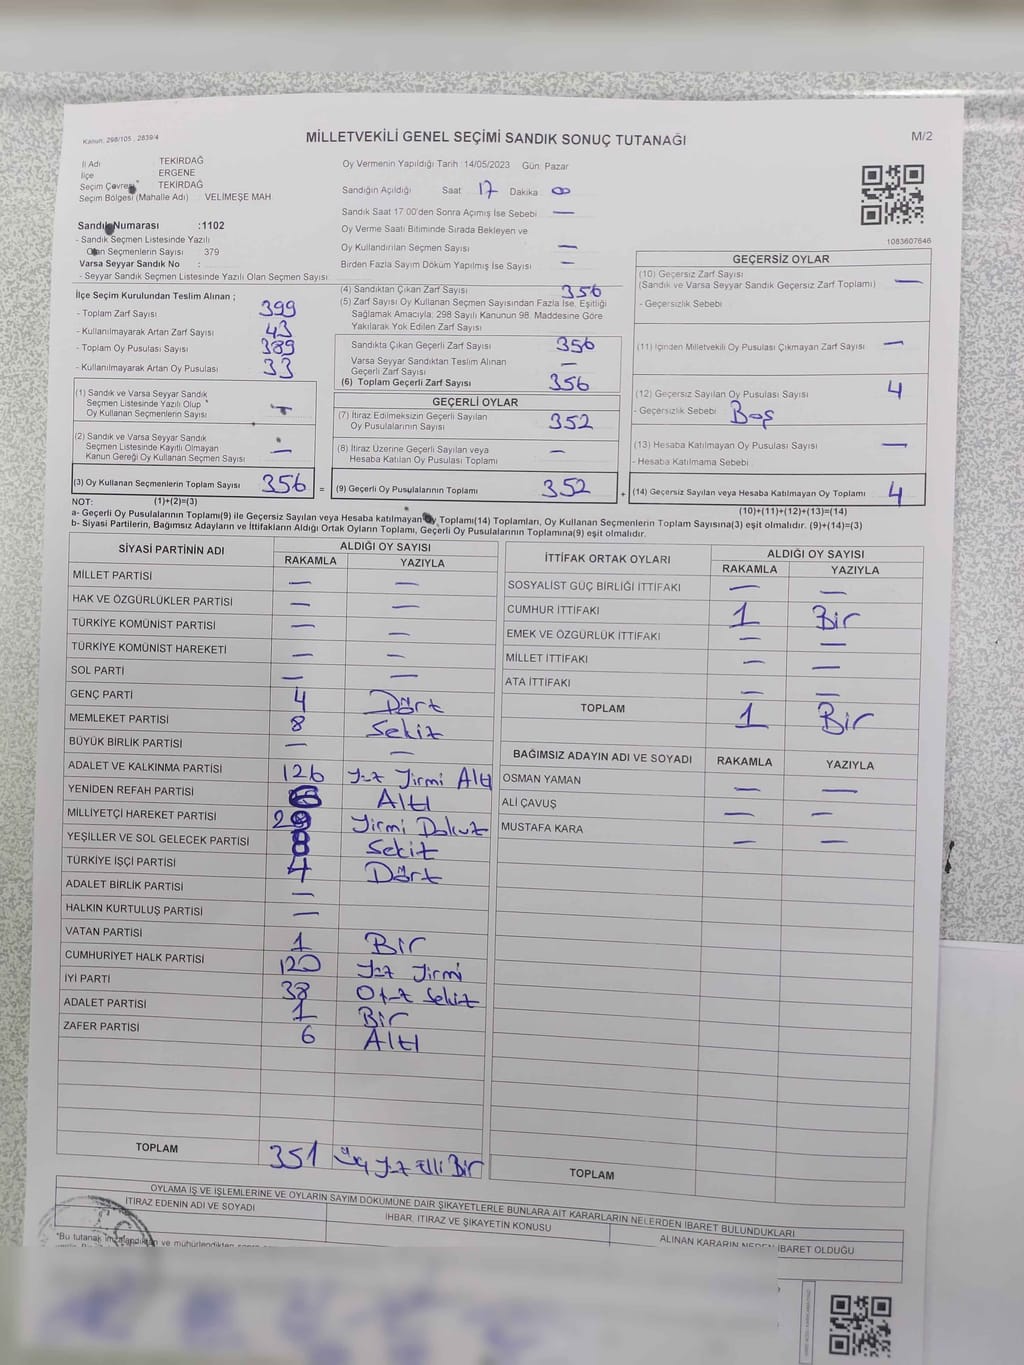 Kanun: 298/105, 2839/4
MİLLETVEKİLİ GENEL SEÇİMİ SANDIK SONUÇ TUTANAĞI
M/2
İl Adı TEKİRDAĞ
İlçe ERGENE
Seçim Çevresi TEKİRDAĞ
Seçim Bölgesi (Mahalle Adı) VELİMEŞE MAH
Sandık Numarası :1102
- Sandık Seçmen Listesinde Yazılı
Olan Seçmenlerin Sayısı 379
Varsa Seyyar Sandık No :
- Seyyar Sandık Seçmen Listesinde Yazılı Olan Seçmen Sayısı
Oy Vermenin Yapıldığı Tarih :14/05/2023 Gün: Pazar
Sandığın Açıldığı Saat 17 Dakika 00
Sandık Saat 17:00'den Sonra Açımış İse Sebebi —
Oy Verme Saati Bitiminde Sırada Bekleyen ve
Oy Kullandırılan Seçmen Sayısı —
Birden Fazla Sayım Döküm Yapılmış İse Sayısı —
1083607646
İlçe Seçim Kurulundan Teslim Alınan ;
- Toplam Zarf Sayısı 399
- Kullanılmayarak Artan Zarf Sayısı 43
- Toplam Oy Pusulası Sayısı 389
- Kullanılmayarak Artan Oy Pusulası 33
(1) Sandık ve Varsa Seyyar Sandık
Seçmen Listesinde Yazılı Olup
Oy Kullanan Seçmenlerin Sayısı
(2) Sandık ve Varsa Seyyar Sandık
Seçmen Listesinde Kayıtlı Olmayan
Kanun Gereği Oy Kullanan Seçmen Sayısı —
(3) Oy Kullanan Seçmenlerin Toplam Sayısı 356 =
(4) Sandıktan Çıkan Zarf Sayısı 356
(5) Zarf Sayısı Oy Kullanan Seçmen Sayısından Fazla İse, Eşitliği
Sağlamak Amacıyla; 298 Sayılı Kanunun 98. Maddesine Göre
Yakılarak Yok Edilen Zarf Sayısı
Sandıkta Çıkan Geçerli Zarf Sayısı 356
Varsa Seyyar Sandıktan Teslim Alınan
Geçerli Zarf Sayısı —
(6) Toplam Geçerli Zarf Sayısı 356
GEÇERLİ OYLAR
(7) İtiraz Edilmeksizin Geçerli Sayılan
Oy Pusulalarının Sayısı 352
(8) İtiraz Üzerine Geçerli Sayılan veya
Hesaba Katılan Oy Pusulası Toplamı —
(9) Geçerli Oy Pusulalarının Toplamı 352 +
GEÇERSİZ OYLAR
(10) Geçersiz Zarf Sayısı
(Sandık ve Varsa Seyyar Sandık Geçersiz Zarf Toplamı) —
- Geçersizlik Sebebi
(11) İçinden Milletvekili Oy Pusulası Çıkmayan Zarf Sayısı —
(12) Geçersiz Sayılan Oy Pusulası Sayısı 4
- Geçersizlik Sebebi Boş
(13) Hesaba Katılmayan Oy Pusulası Sayısı —
- Hesaba Katılmama Sebebi
(14) Geçersiz Sayılan veya Hesaba Katılmayan Oy Toplamı 4
NOT: (1)+(2)=(3)
(10)+(11)+(12)+(13)=(14)
a- Geçerli Oy Pusulalarının Toplamı(9) ile Geçersiz Sayılan veya Hesaba katılmayan Oy Toplamı(14) Toplamları, Oy Kullanan Seçmenlerin Toplam Sayısına(3) eşit olmalıdır. (9)+(14)=(3)
b- Siyasi Partilerin, Bağımsız Adayların ve İttifakların Aldığı Ortak Oyların Toplamı, Geçerli Oy Pusulalarının Toplamına(9) eşit olmalıdır.
SİYASİ PARTİNİN ADI ALDIĞI OY SAYISI
RAKAMLA YAZIYLA
MİLLET PARTİSİ — —
HAK VE ÖZGÜRLÜKLER PARTİSİ — —
TÜRKİYE KOMÜNİST PARTİSİ — —
TÜRKİYE KOMÜNİST HAREKETİ — —
SOL PARTİ — —
GENÇ PARTİ 4 Dört
MEMLEKET PARTİSİ 8 Sekiz
BÜYÜK BİRLİK PARTİSİ — —
ADALET VE KALKINMA PARTİSİ 126 Yüz Yirmi Altı
YENİDEN REFAH PARTİSİ 6 Altı
MİLLİYETÇİ HAREKET PARTİSİ 29 Yirmi Dokuz
YEŞİLLER VE SOL GELECEK PARTİSİ 8 Sekiz
TÜRKİYE İŞÇİ PARTİSİ 4 Dört
ADALET BİRLİK PARTİSİ —
HALKIN KURTULUŞ PARTİSİ —
VATAN PARTİSİ 1 Bir
CUMHURİYET HALK PARTİSİ 120 Yüz Yirmi
İYİ PARTİ 38 Otuz Sekiz
ADALET PARTİSİ 1 Bir
ZAFER PARTİSİ 6 Altı
TOPLAM 351 Üç Yüz Elli Bir
İTTİFAK ORTAK OYLARI ALDIĞI OY SAYISI
RAKAMLA YAZIYLA
SOSYALİST GÜÇ BİRLİĞİ İTTİFAKI — —
CUMHUR İTTİFAKI 1 Bir
EMEK VE ÖZGÜRLÜK İTTİFAKI — —
MİLLET İTTİFAKI — —
ATA İTTİFAKI — —
TOPLAM 1 Bir
BAĞIMSIZ ADAYIN ADI VE SOYADI RAKAMLA YAZIYLA
OSMAN YAMAN — —
ALİ ÇAVUŞ — —
MUSTAFA KARA — —
TOPLAM
OYLAMA İŞ VE İŞLEMLERİNE VE OYLARIN SAYIM DÖKÜMÜNE DAİR ŞİKAYETLERLE BUNLARA AİT KARARLARIN NELERDEN İBARET BULUNDUKLARI
İTİRAZ EDENİN ADI VE SOYADI
İHBAR, İTİRAZ VE ŞİKAYETİN KONUSU
ALINAN KARARIN NEDEN İBARET OLDUĞU
"Bu tutanak imzalandıktan ve mühürlendikten sonra